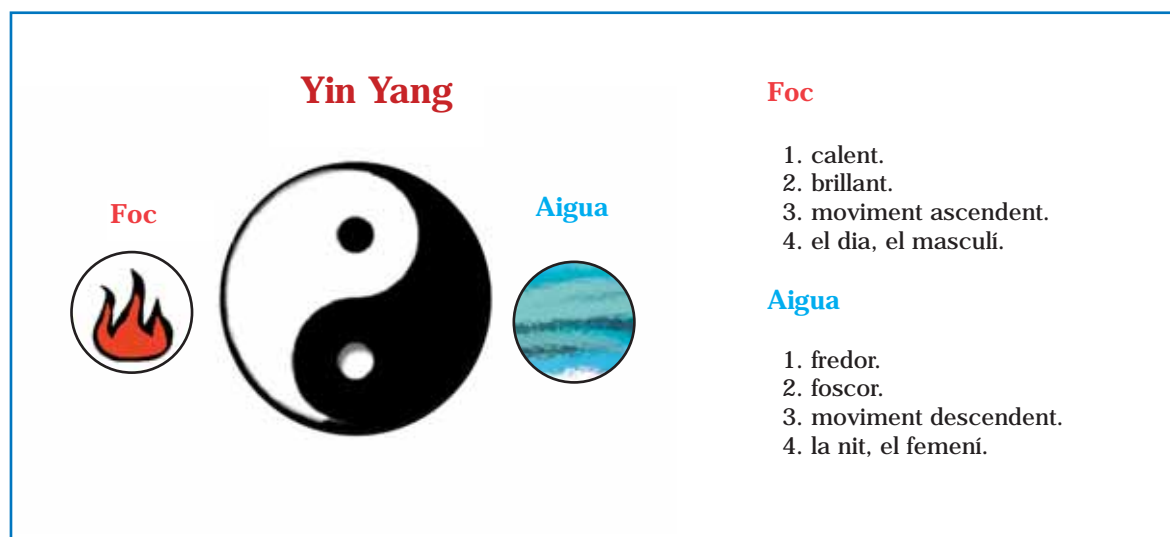 Yin Yang
Foc
Aigua
Foc
1. calent.
2. brillant.
3. moviment ascendent.
4. el dia, el masculí.
Aigua
1. fredor.
2. foscor.
3. moviment descendent.
4. la nit, el femení.